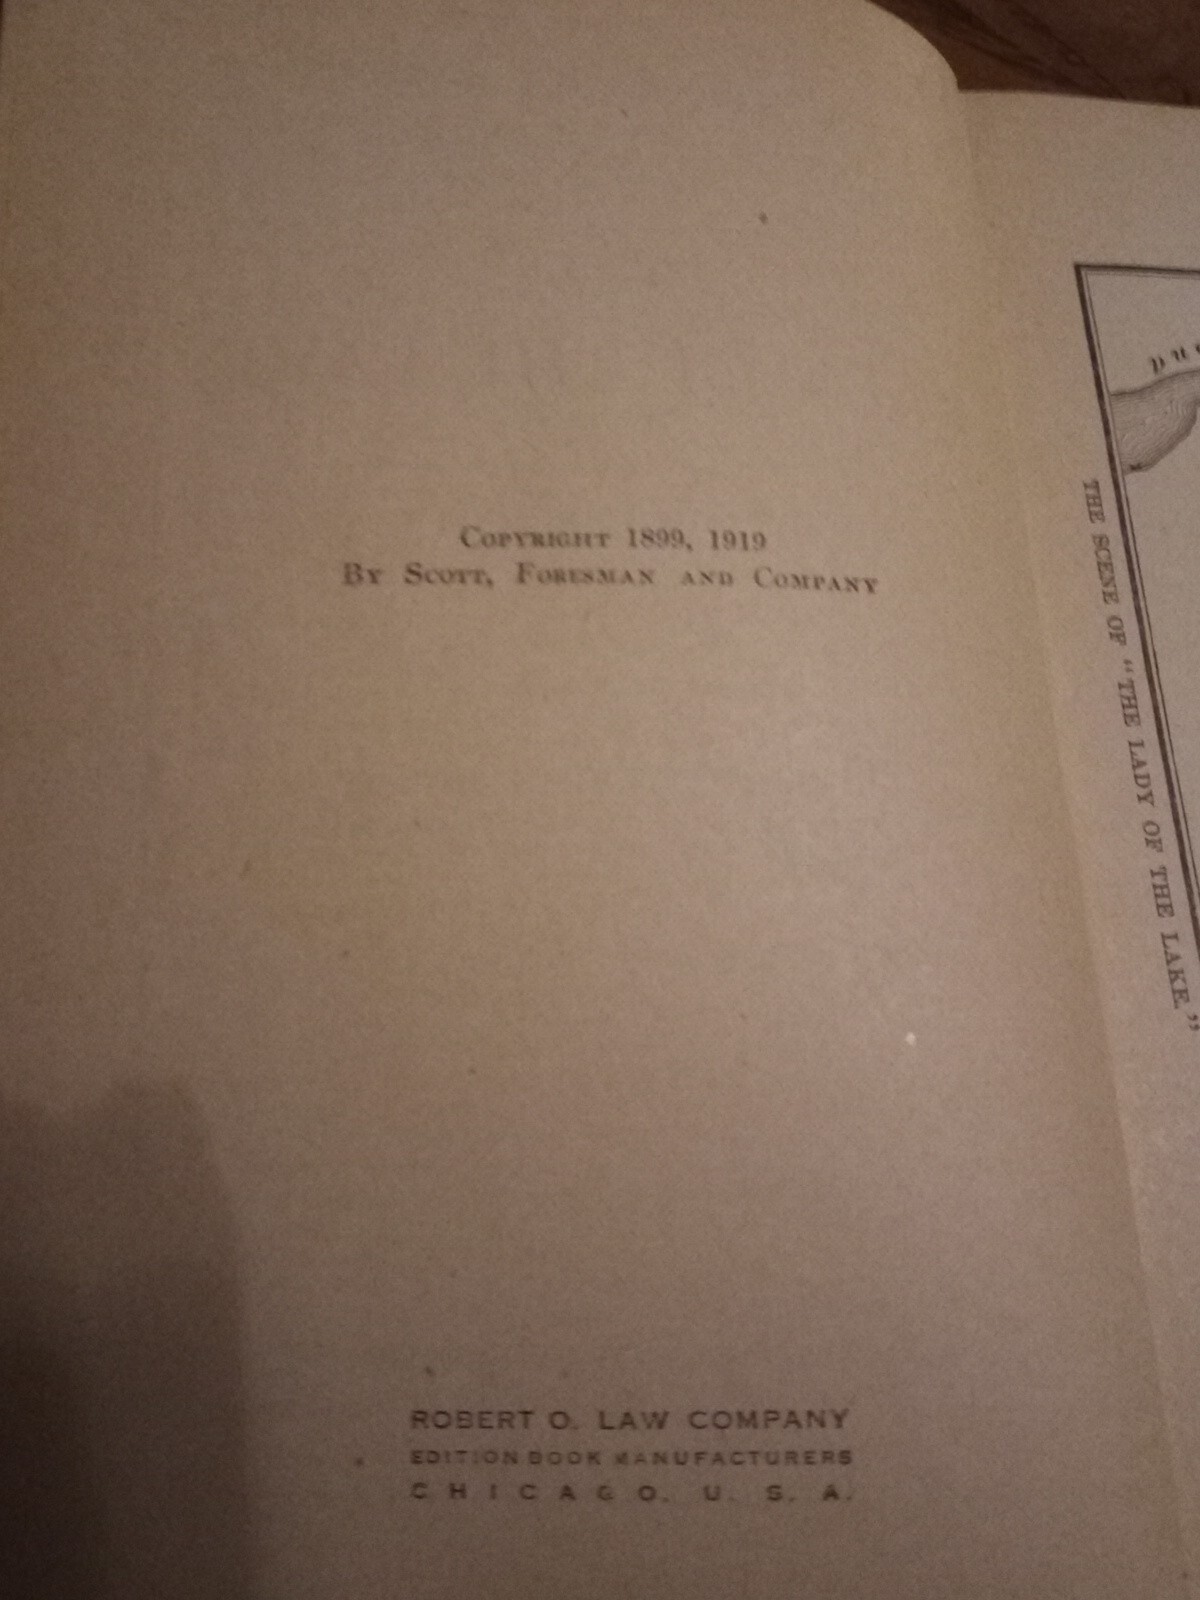 COPYRIGHT 1899, 1919
BY SCOTT, FORESMAN AND COMPANY
ROBERT O. LAW COMPANY
EDITION BOOK MANUFACTURERS
CHICAGO, U. S. A.
THE SCENE OF "THE LADY OF THE LAKE."